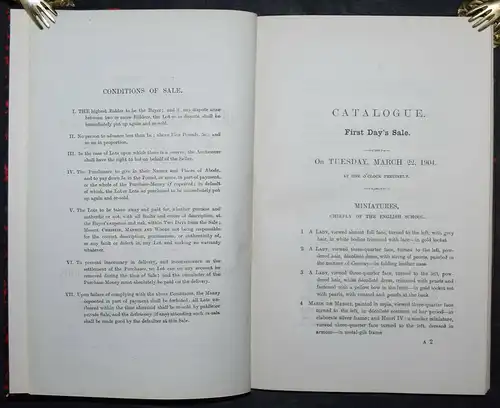 CONDITIONS OF SALE.
I. THE highest Bidder to be the Buyer; and if any dispute arise
between two or more Bidders, the Lot so in dispute shall be
immediately put up again and re-sold.
II. No person to advance less than 1s.; above Five Pounds, 5s.; and
so on in proportion.
III. In the case of Lots upon which there is a reserve, the Auctioneer
shall have the right to bid on behalf of the Seller.
IV. The Purchasers to give in their Names and Places of Abode,
and to pay down 5s. in the Pound, or more, in part of payment,
or the whole of the Purchase-Money if required; in default
of which, the Lot or Lots so purchased to be immediately put up
again and re-sold.
V. The Lots to be taken away and paid for, whether genuine and
authentic or not, with all faults and errors of description, at
the Buyer's expense and risk, within Two Days from the Sale;
Messrs. CHRISTIE, MANSON AND WOODS not being responsible for
the correct description, genuineness, or authenticity of,
or any fault or defect in, any Lot, and making no warranty
whatever.
VI. To prevent inaccuracy in delivery, and inconvenience in the
settlement of the Purchases, no Lot can on any account be
removed during the time of Sale; and the remainder of the
Purchase-Money must absolutely be paid on the delivery.
VII. Upon failure of complying with the above Conditions, the Money
deposited in part of payment shall be forfeited; all Lots
within the time aforesaid shall be re-sold by public or
private Sale, and the deficiency (if any) attending such re-sale
shall be made good by the defaulter at this Sale.
CATALOGUE.
First Day's Sale.
On TUESDAY, MARCH 22, 1904,
AT ONE O'CLOCK PRECISELY.
MINIATURES,
CHIEFLY OF THE ENGLISH SCHOOL.
1 A LADY, viewed almost full face, turned to the left, with grey
hair, in white bodice trimmed with lace—in gold locket
2 A LADY, viewed three-quarter face, turned to the left, powdered
hair, décolleté dress, with string of pearls, painted in the
manner of Cosway—in folding leather case
3 A LADY, viewed three-quarter face, turned to the left, powdered
hair, white décolleté dress, trimmed with pearls and
fastened with a yellow bow in the front—in gold locket set
with pearls, with
and pearls at the back
4 MARIE DE MEDICI, painted in sepia, viewed three-quarter face
turned to the left, in décolleté costume of her period—in
elaborate silver frame; and Henri IV—a similar miniature,
viewed three-quarter face turned to the left, dressed in
armour—in metal-gilt frame
A 2